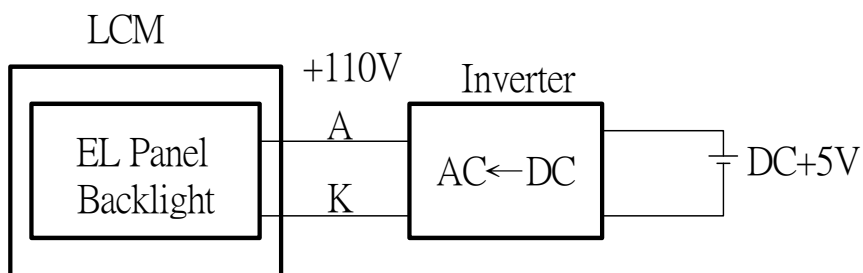 LCM
+110V
Inverter
A
EL Panel
Backlight
AC←DC
DC+5V
K